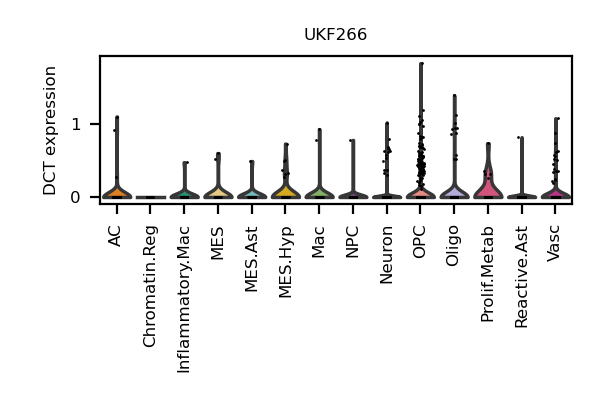 UKF266
DCT expression
1
0
AC
Chromatin.Reg
Inflammatory.Mac
MES
MES.Ast
MES.Hyp
Mac
NPC
Neuron
OPC
Oligo
Prolif.Metab
Reactive.Ast
Vasc